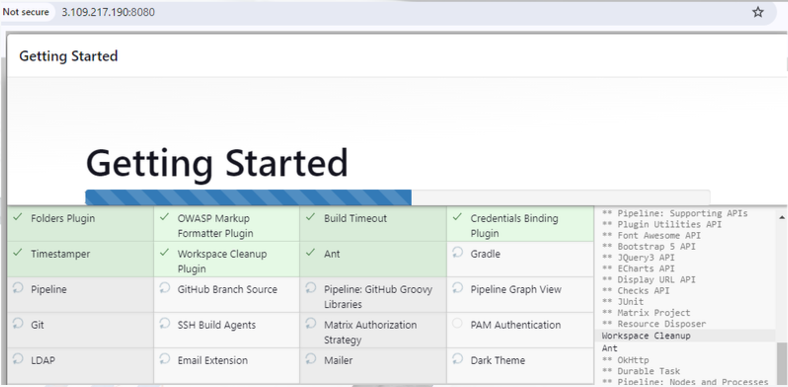 Not secure 3.109.217.190:8080
Getting Started
Getting Started
Folders Plugin
OWASP Markup
Formatter Plugin
Build Timeout
Credentials Binding
Plugin
Timestamper
Workspace Cleanup
Plugin
Ant
Gradle
Pipeline
GitHub Branch Source
Pipeline: GitHub Groovy
Libraries
Pipeline Graph View
Git
SSH Build Agents
Matrix Authorization
Strategy
PAM Authentication
LDAP
Email Extension
Mailer
Dark Theme
** Pipeline: Supporting APIs
** Plugin Utilities API
** Font Awesome API
** Bootstrap 5 API
** JQuery3 API
** ECharts API
** Display URL API
** Checks API
** JUnit
** Matrix Project
** Resource Disposer
Workspace Cleanup
Ant
** OkHttp
** Durable Task
** Pipeline: Nodes and Processes